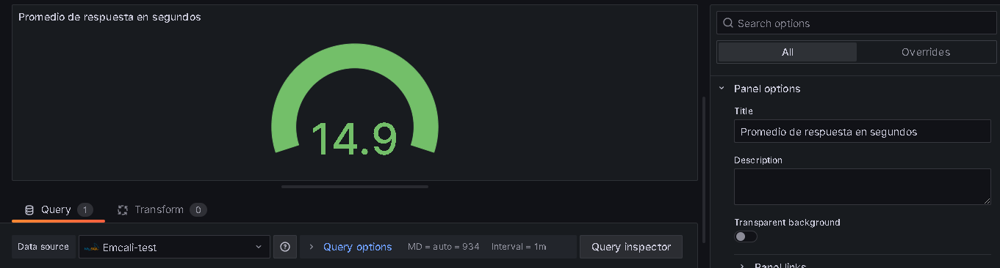 Promedio de respuesta en segundos
14.9
Query 1
Transform 0
Data source
MySQL
Emcali-test
Query options MD = auto = 934 Interval = 1m
Query inspector
Search options
All
Overrides
Panel options
Title
Promedio de respuesta en segundos
Description
Transparent background
Panel links